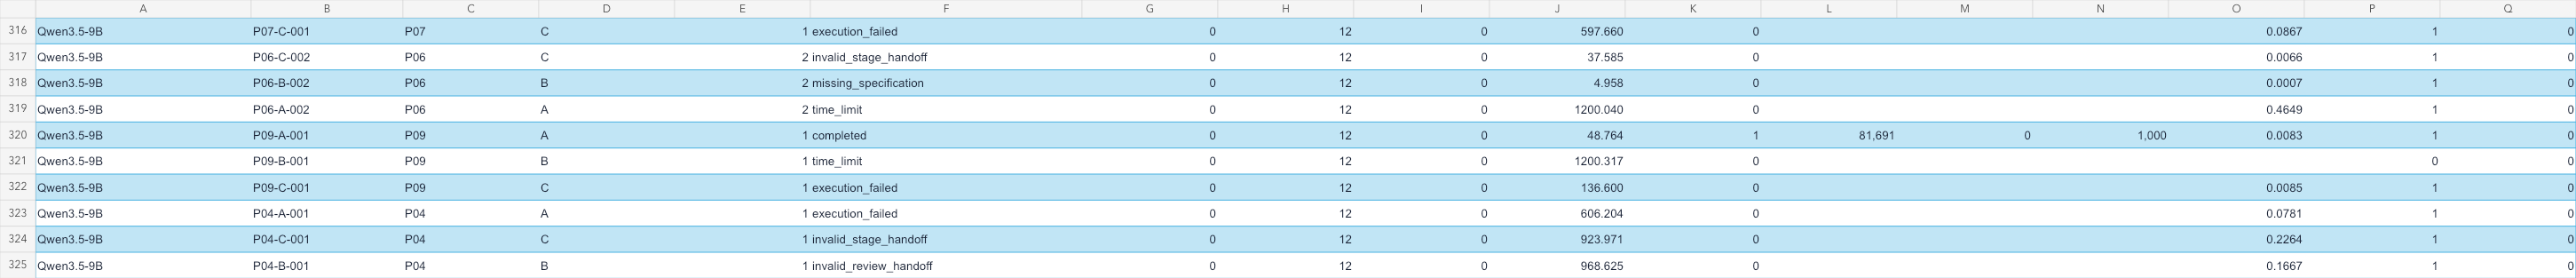 A B C D E F G H I J K L M N O P Q
316 Qwen3.5-9B P07-C-001 P07 C 1 execution_failed 0 12 0 597.660 0 0.0867 1 0
317 Qwen3.5-9B P06-C-002 P06 C 2 invalid_stage_handoff 0 12 0 37.585 0 0.0066 1 0
318 Qwen3.5-9B P06-B-002 P06 B 2 missing_specification 0 12 0 4.958 0 0.0007 1 0
319 Qwen3.5-9B P06-A-002 P06 A 2 time_limit 0 12 0 1200.040 0 0.4649 1 0
320 Qwen3.5-9B P09-A-001 P09 A 1 completed 0 12 0 48.764 1 81,691 0 1,000 0.0083 1 0
321 Qwen3.5-9B P09-B-001 P09 B 1 time_limit 0 12 0 1200.317 0 0 0
322 Qwen3.5-9B P09-C-001 P09 C 1 execution_failed 0 12 0 136.600 0 0.0085 1 0
323 Qwen3.5-9B P04-A-001 P04 A 1 execution_failed 0 12 0 606.204 0 0.0781 1 0
324 Qwen3.5-9B P04-C-001 P04 C 1 invalid_stage_handoff 0 12 0 923.971 0 0.2264 1 0
325 Qwen3.5-9B P04-B-001 P04 B 1 invalid_review_handoff 0 12 0 968.625 0 0.1667 1 0